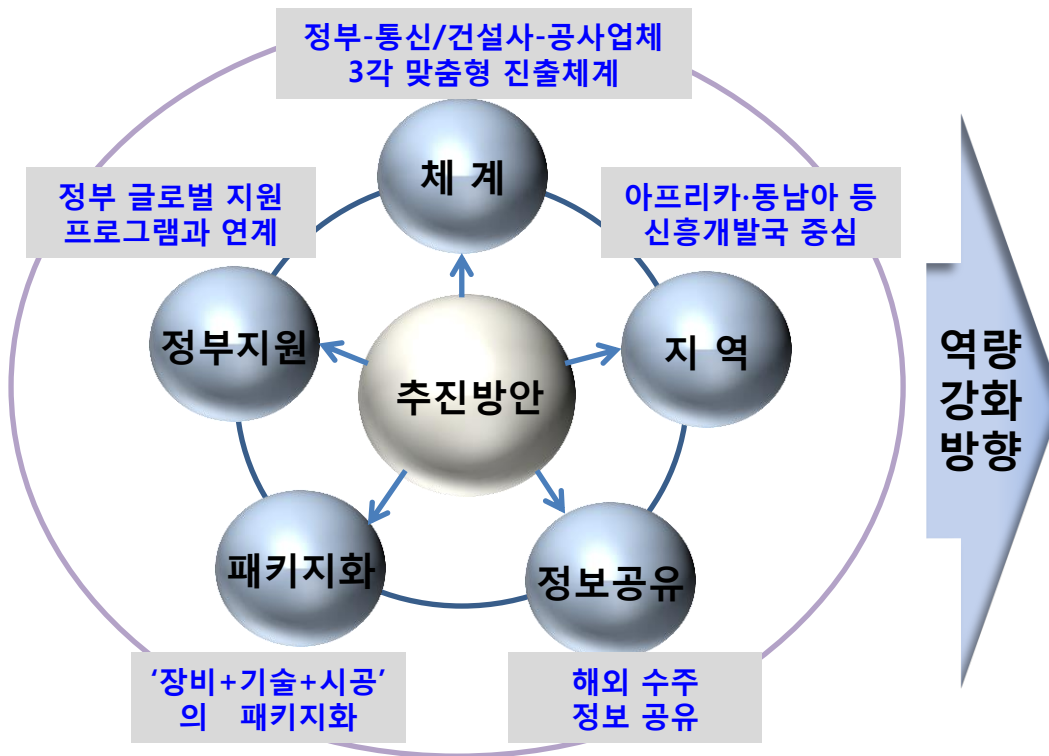 정부-통신/건설사-공사업체
3각 맞춤형 진출체계
체 계
정부 글로벌 지원
프로그램과 연계
아프리카·동남아 등
신흥개발국 중심
정부지원
지 역
추진방안
역량
강화
방향
패키지화
정보공유
‘장비+기술+시공’
의 패키지화
해외 수주
정보 공유